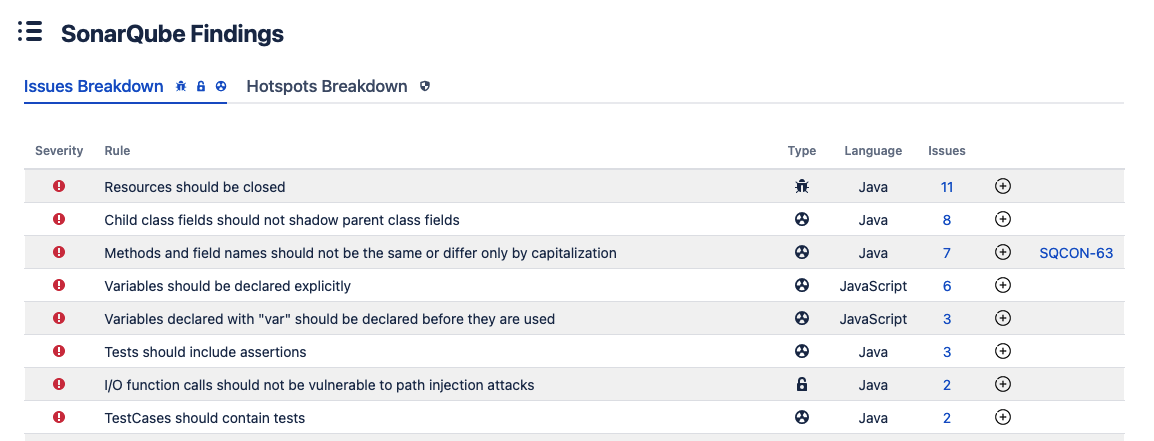 SonarQube Findings
Issues Breakdown Hotspots Breakdown
Severity Rule Type Language Issues
Resources should be closed Java 11
Child class fields should not shadow parent class fields Java 8
Methods and field names should not be the same or differ only by capitalization Java 7 SQCON-63
Variables should be declared explicitly JavaScript 6
Variables declared with "var" should be declared before they are used JavaScript 3
Tests should include assertions Java 3
I/O function calls should not be vulnerable to path injection attacks Java 2
TestCases should contain tests Java 2